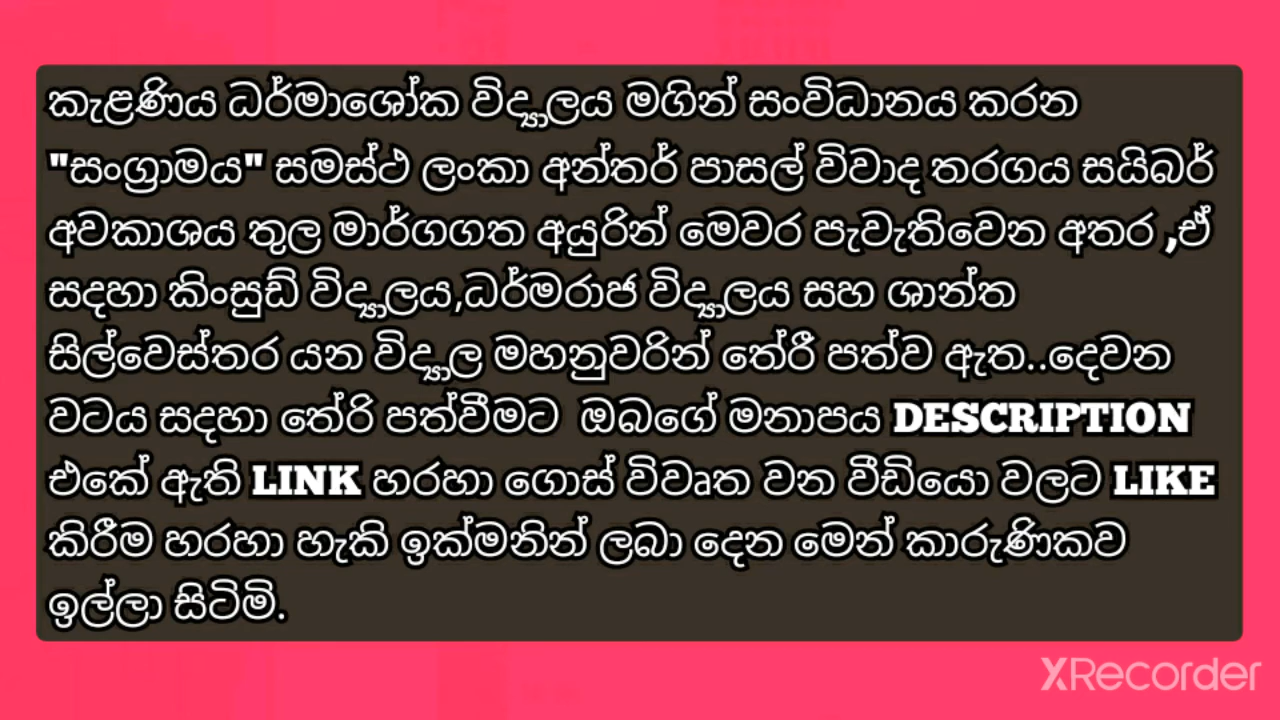 කැළණිය ධර්මාශෝක විද්‍යාලය මගින් සංවිධානය කරන
"සංග්‍රාමය" සමස්ථ ලංකා අන්තර් පාසල් විවාද තරගය සයිබර්
අවකාශය තුල මාර්ගගත අයුරින් මෙවර පැවැතිවෙන අතර ,ඒ
සදහා කිංසුඩ් විද්‍යාලය,ධර්මරාජ විද්‍යාලය සහ ශාන්ත
සිල්වෙස්තර යන විද්‍යාල මහනුවරින් තේරී පත්ව ඇත..දෙවන
වටය සදහා තේරි පත්වීමට ඔබගේ මනාපය DESCRIPTION
එකේ ඇති LINK හරහා ගොස් විවෘත වන වීඩියො වලට LIKE
කිරීම හරහා හැකි ඉක්මනින් ලබා දෙන මෙන් කාරුණිකව
ඉල්ලා සිටිමි.
XRecorder